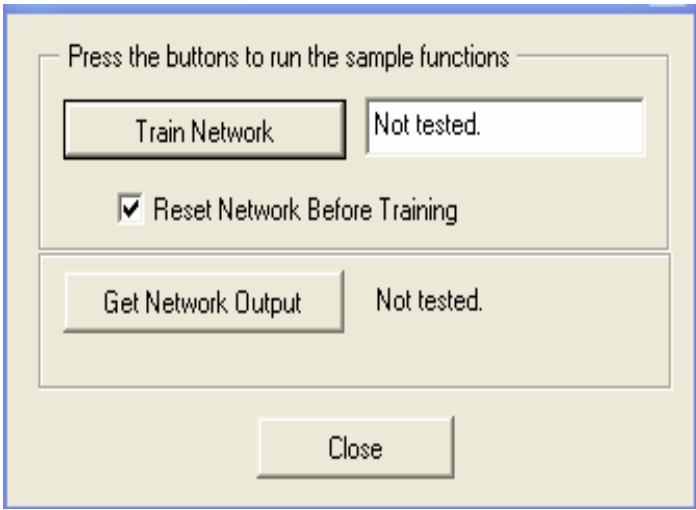 Press the buttons to run the sample functions
Train Network
Not tested.
Reset Network Before Training
Get Network Output
Not tested.
Close